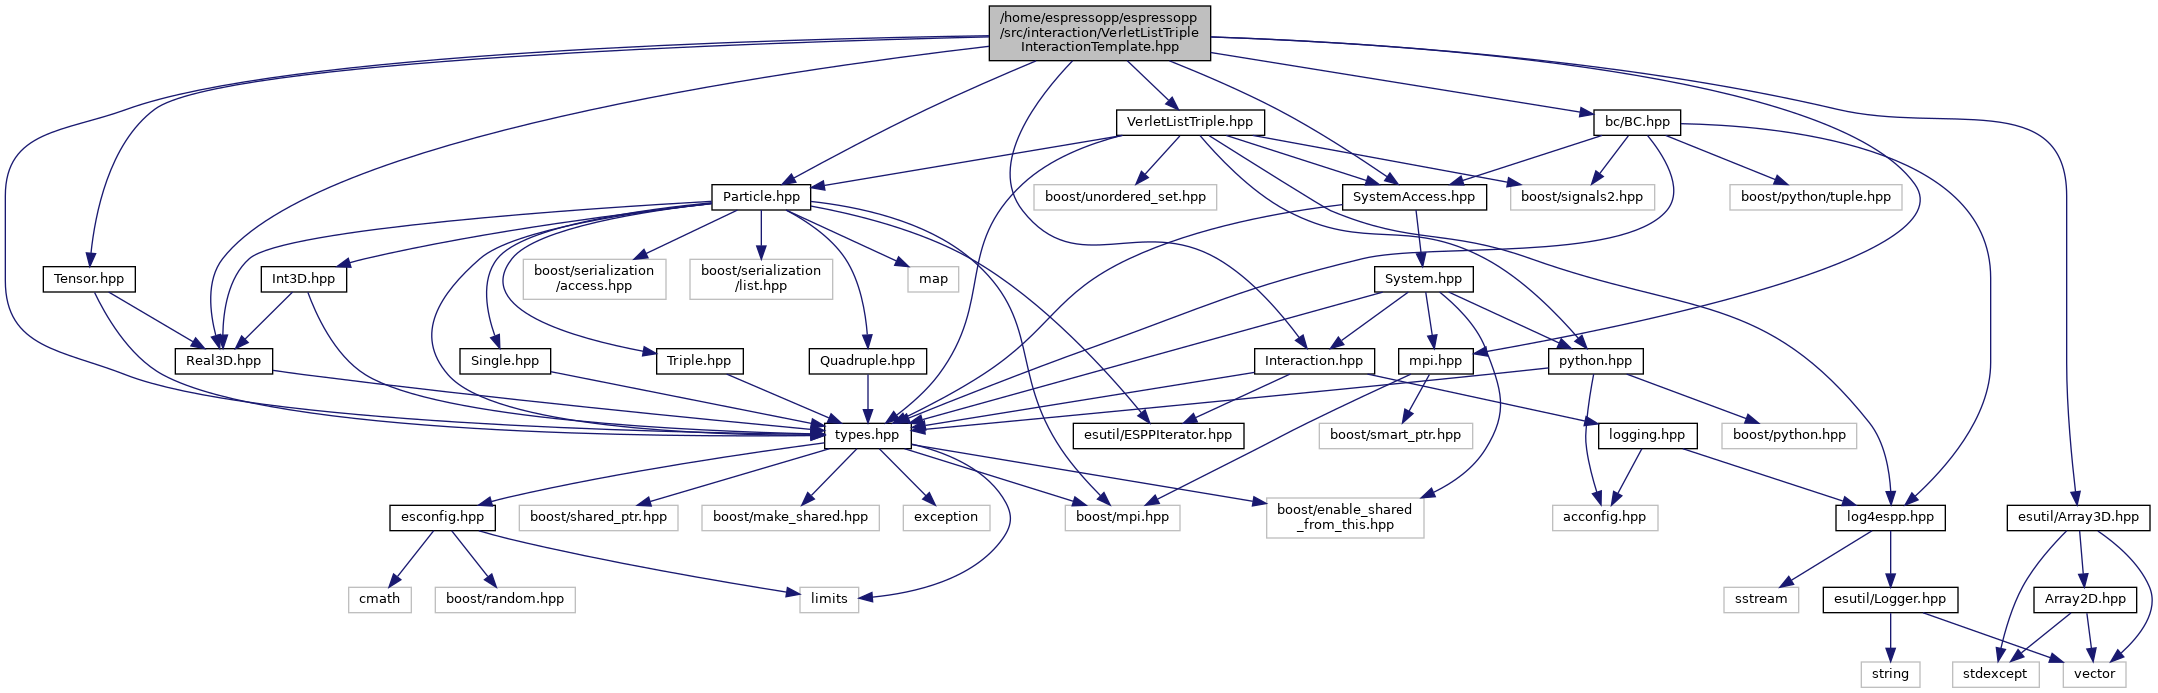 /home/espressopp/espressopp
/src/interaction/VerletListTriple
InteractionTemplate.hpp
VerletListTriple.hpp
bc/BC.hpp
Particle.hpp
boost/unordered_set.hpp
SystemAccess.hpp
boost/signals2.hpp
boost/python/tuple.hpp
Tensor.hpp
Int3D.hpp
boost/serialization
/access.hpp
boost/serialization
/list.hpp
map
System.hpp
Real3D.hpp
Single.hpp
Triple.hpp
Quadruple.hpp
Interaction.hpp
mpi.hpp
python.hpp
types.hpp
esutil/ESPPIterator.hpp
boost/smart_ptr.hpp
logging.hpp
boost/python.hpp
esconfig.hpp
boost/shared_ptr.hpp
boost/make_shared.hpp
exception
boost/mpi.hpp
boost/enable_shared
_from_this.hpp
acconfig.hpp
log4espp.hpp
esutil/Array3D.hpp
cmath
boost/random.hpp
limits
sstream
esutil/Logger.hpp
Array2D.hpp
string
stdexcept
vector